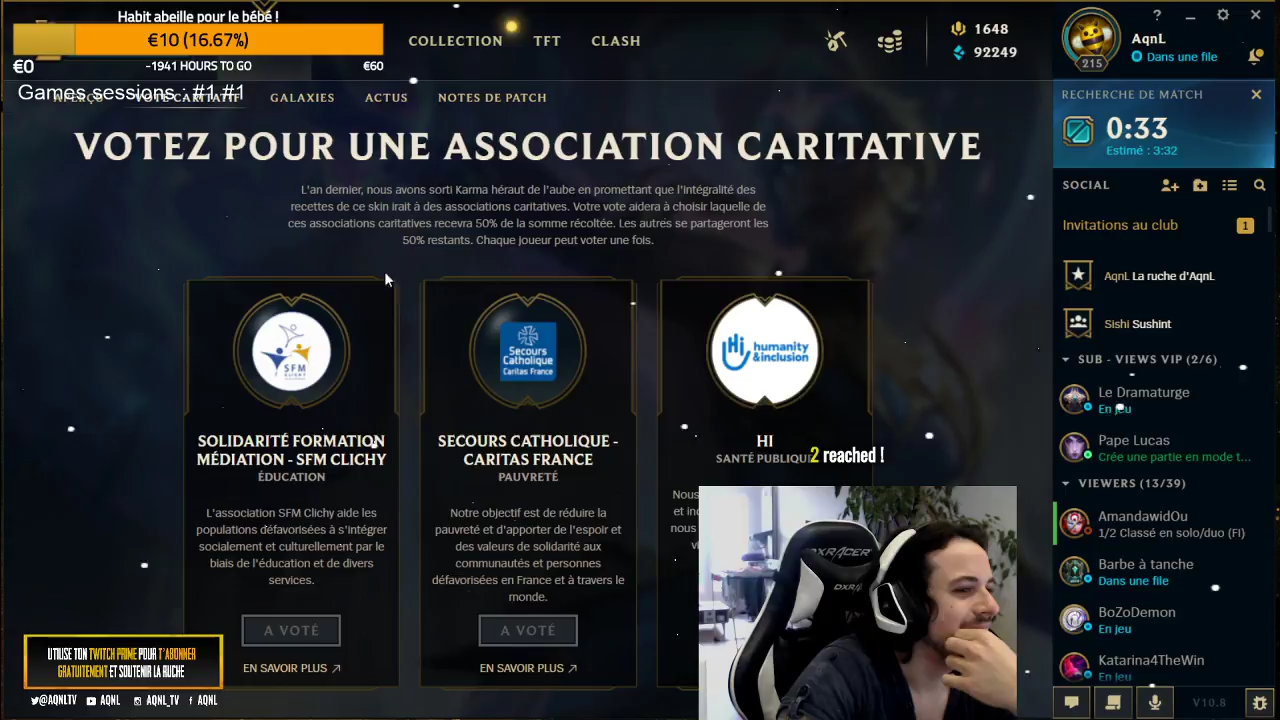 Habit abeille pour le bébé !
€10 (16.67%)
€0
-1941 HOURS TO GO
€60
Games sessions : #1 #1
COLLECTION
TFT
CLASH
1648
92249
?
AqnL
Dans une file
215
VOTE CARITATIF
GALAXIES
ACTUS
NOTES DE PATCH
RECHERCHE DE MATCH
0:33
Estimé : 3:32
VOTEZ POUR UNE ASSOCIATION CARITATIVE
L'an dernier, nous avons sorti Karma héraut de l'aube en promettant que l'intégralité des
recettes de ce skin irait à des associations caritatives. Votre vote aidera à choisir laquelle de
ces associations caritatives recevra 50% de la somme récoltée. Les autres se partageront les
50% restants. Chaque joueur peut voter une fois.
SOCIAL
Invitations au club
1
AqnL La ruche d'AqnL
Sishi Sushint
SUB - VIEWS VIP (2/6)
Le Dramaturge
En jeu
Pape Lucas
Crée une partie en mode t...
VIEWERS (13/39)
AmandawidOu
1/2 Classé en solo/duo (FI)
Barbe à tanche
Dans une file
BoZoDemon
En jeu
Katarina4TheWin
En jeu
V10.8
SFM
CLICHY
SOLIDARITÉ FORMATION
MÉDIATION - SFM CLICHY
ÉDUCATION
L'association SFM Clichy aide les
populations défavorisées à s'intégrer
socialement et culturellement par le
biais de l'éducation et de divers
services.
A VOTÉ
EN SAVOIR PLUS
Secours
Catholique
Caritas France
SECOURS CATHOLIQUE -
CARITAS FRANCE
PAUVRETÉ
Notre objectif est de réduire la
pauvreté et d'apporter de l'espoir et
des valeurs de solidarité aux
communautés et personnes
défavorisées en France et à travers le
monde.
A VOTÉ
EN SAVOIR PLUS
Hi humanity
&inclusion
HI
SANTÉ PUBLIQUE
2 reached !
DXRACER
UTILISE TON TWITCH PRIME POUR T'ABONNER
GRATUITEMENT ET SOUTENIR LA RUCHE
@AQNLTV AQNL AQNL_TV AQNL